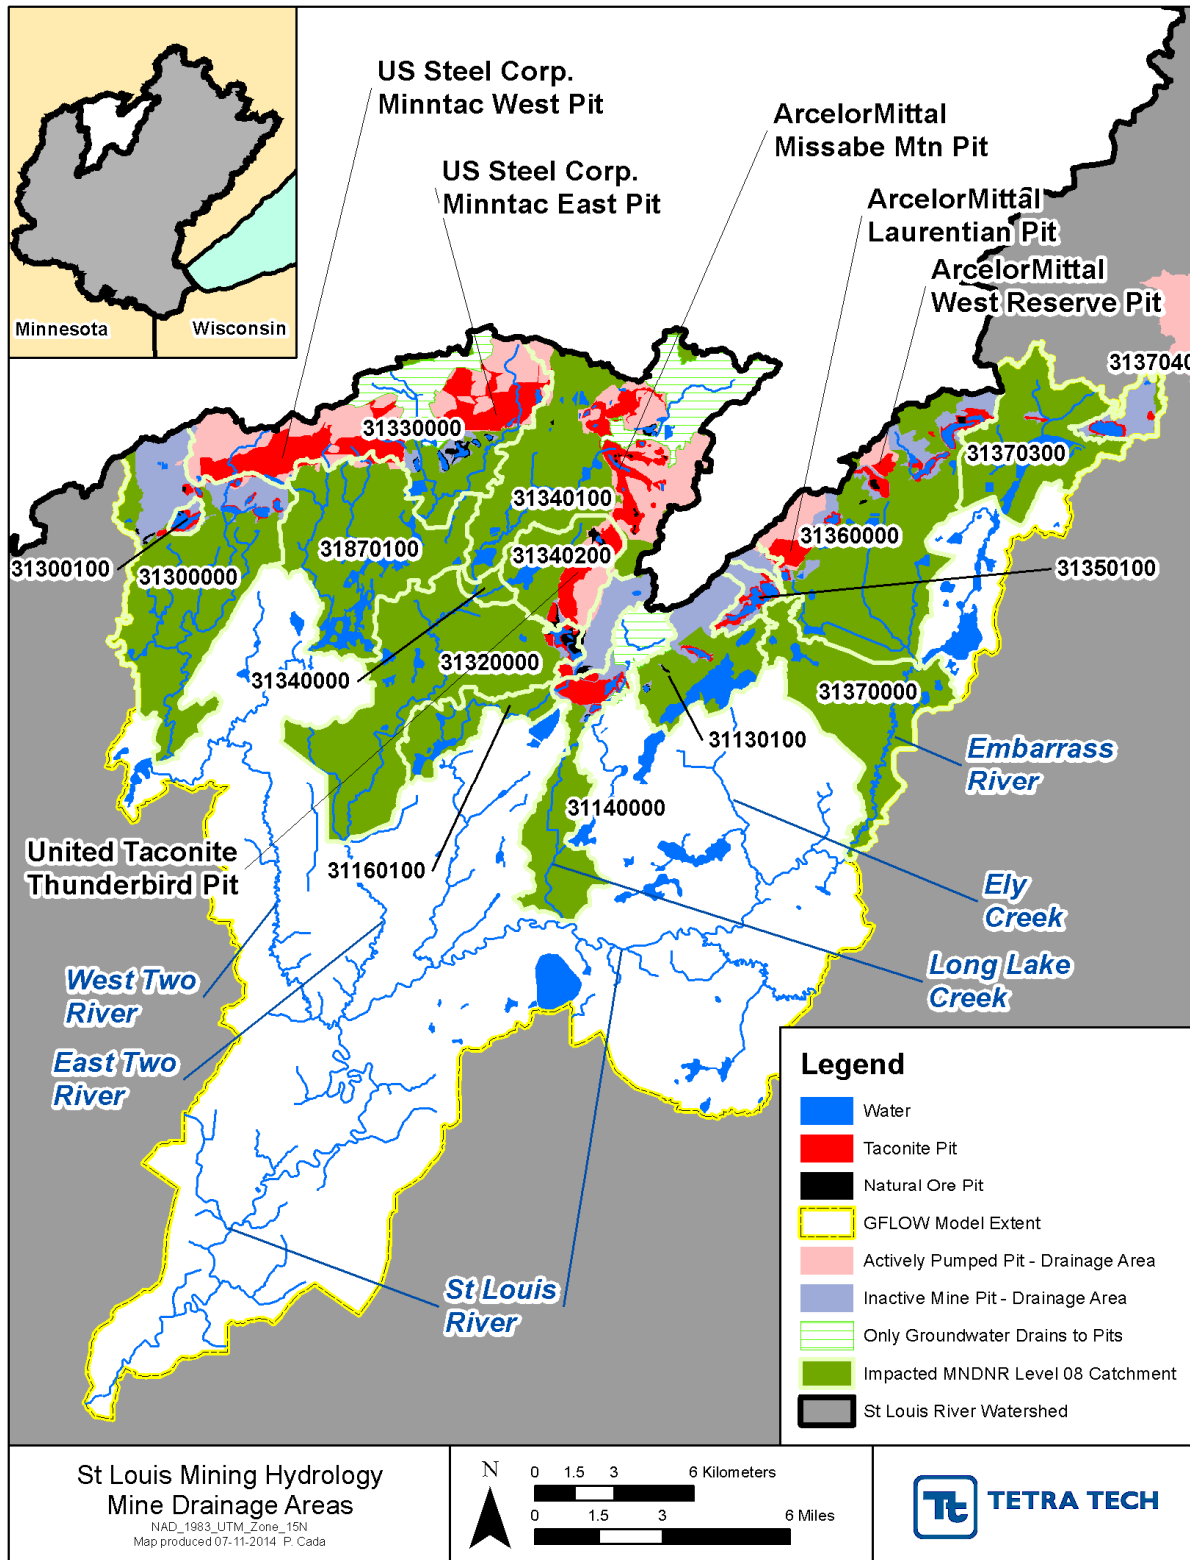 US Steel Corp.
Minntac West Pit
ArcelorMittal
Missabe Mtn Pit
US Steel Corp.
Minntac East Pit
ArcelorMittal
Laurentian Pit
ArcelorMittal
West Reserve Pit
Minnesota
Wisconsin
3137040
31330000
31370300
31340100
31360000
31870100
31340200
31300100
31300000
31350100
31320000
31340000
31370000
31130100
Embarrass
River
31140000
United Taconite
Thunderbird Pit
31160100
Ely
Creek
West Two
River
Long Lake
Creek
East Two
River
St Louis
River
Legend
Water
Taconite Pit
Natural Ore Pit
GFLOW Model Extent
Actively Pumped Pit - Drainage Area
Inactive Mine Pit - Drainage Area
Only Groundwater Drains to Pits
Impacted MNDNR Level 08 Catchment
St Louis River Watershed
St Louis Mining Hydrology
Mine Drainage Areas
NAD_1983_UTM_Zone_15N
Map produced 07-11-2014 P. Cada
N
0 1.5 3 6 Kilometers
0 1.5 3 6 Miles
Tt TETRA TECH